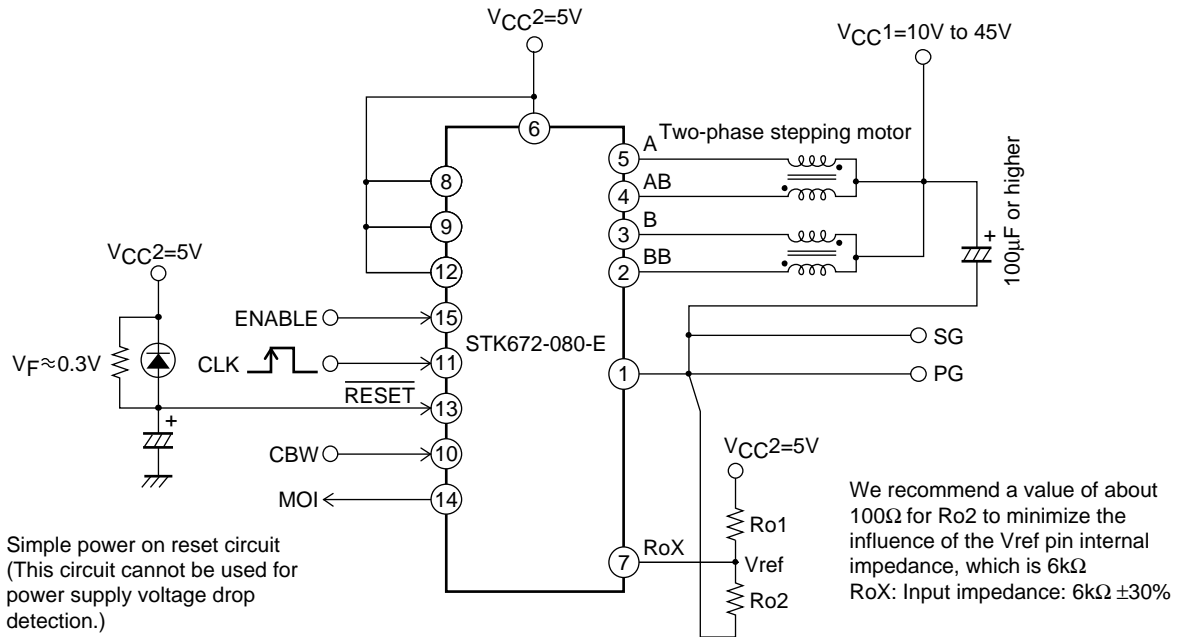 VCC2=5V
VCC1=10V to 45V
6
Two-phase stepping motor
5
A
4
AB
3
B
2
BB
100µF or higher
+
8
9
12
VCC2=5V
ENABLE
15
STK672-080-E
VF≈0.3V
CLK
11
RESET
13
+
CBW
10
MOI
14
1
SG
PG
VCC2=5V
Ro1
7
RoX
Vref
Ro2
We recommend a value of about
100Ω for Ro2 to minimize the
influence of the Vref pin internal
impedance, which is 6kΩ
RoX: Input impedance: 6kΩ ±30%
Simple power on reset circuit
(This circuit cannot be used for
power supply voltage drop
detection.)